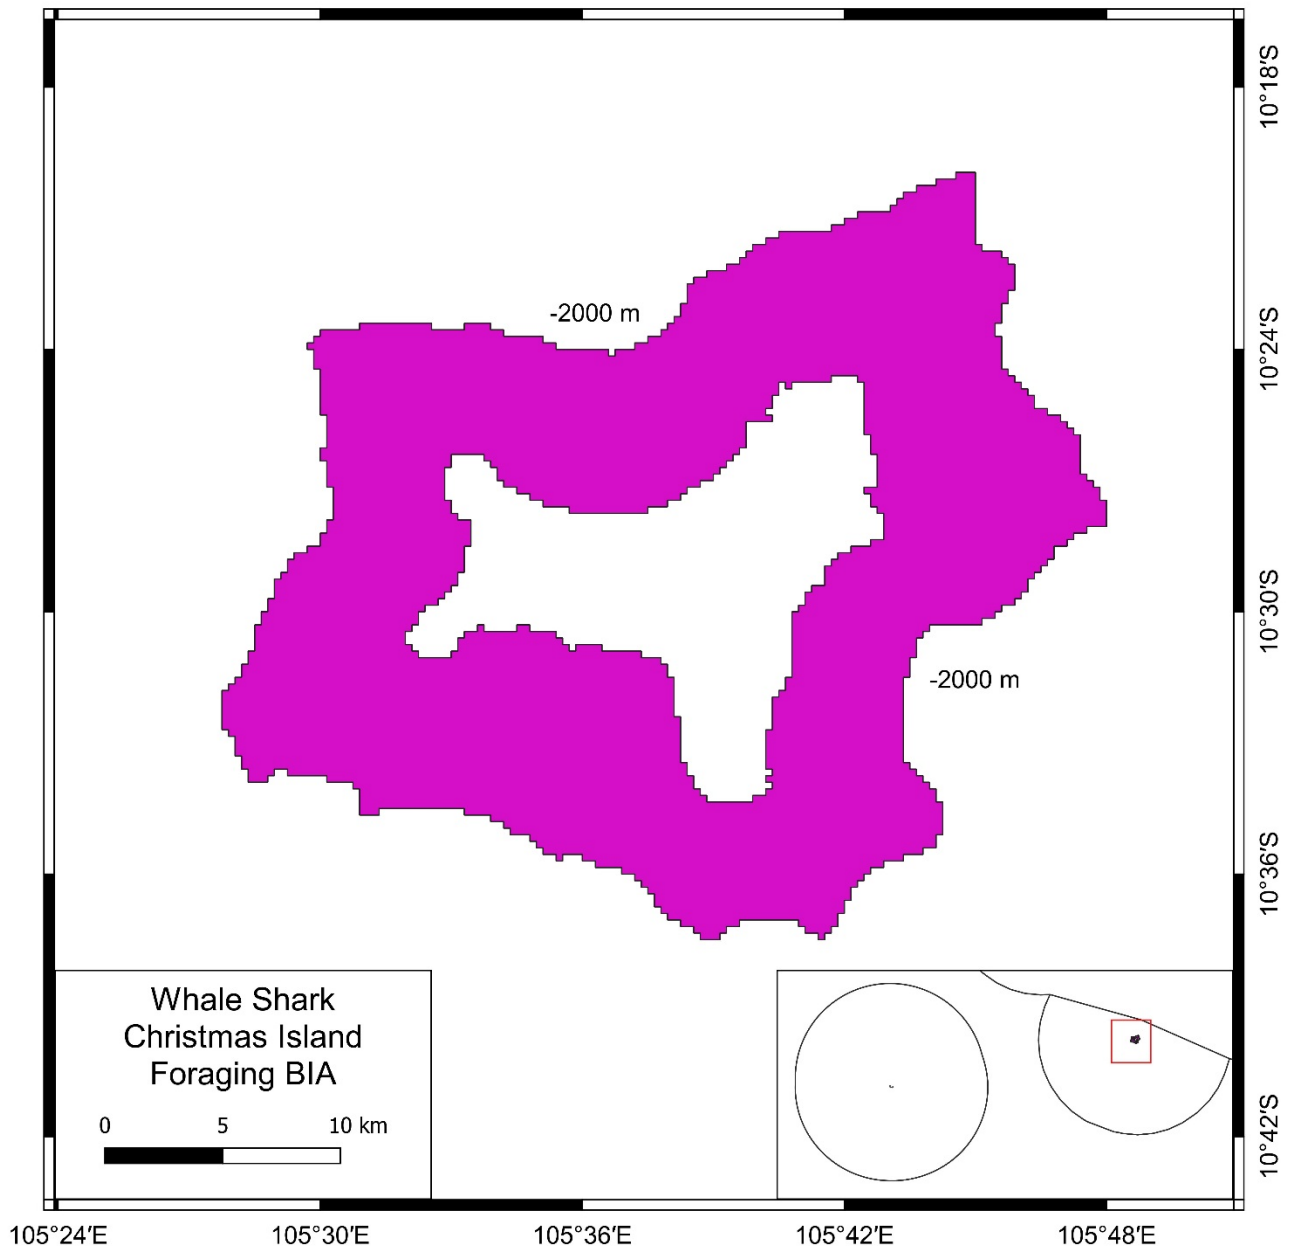 10°18'S
-2000 m
10°24'S
10°30'S
-2000 m
10°36'S
Whale Shark
Christmas Island
Foraging BIA
0 5 10 km
10°42'S
105°24'E 105°30'E 105°36'E 105°42'E 105°48'E